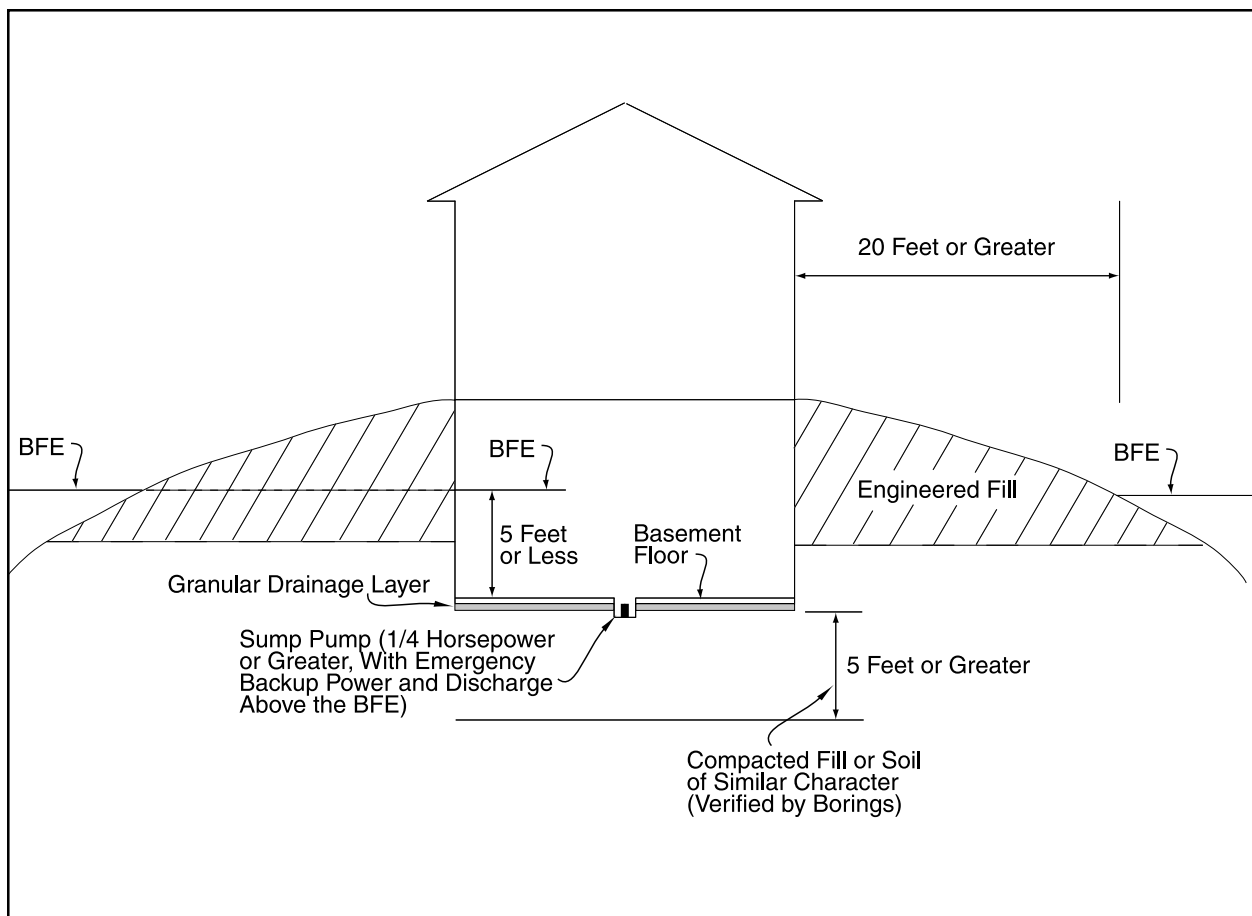 20 Feet or Greater
BFE
BFE
BFE
Engineered Fill
5 Feet
or Less
Basement
Floor
Granular Drainage Layer
Sump Pump (1/4 Horsepower
or Greater, With Emergency
Backup Power and Discharge
Above the BFE)
5 Feet or Greater
Compacted Fill or Soil
of Similar Character
(Verified by Borings)